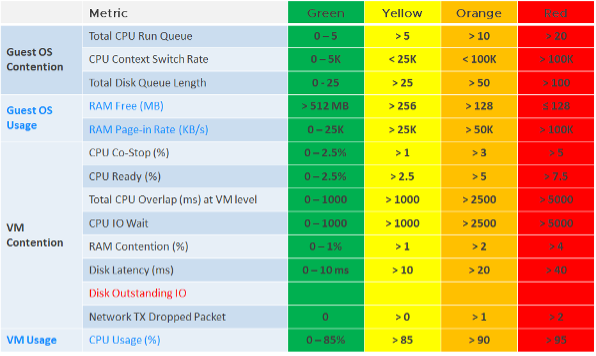 Metric Green Yellow Orange Red
Guest OS Contention Total CPU Run Queue 0 – 5 > 5 > 10 > 20
CPU Context Switch Rate 0 – 5K < 25K < 100K > 100K
Total Disk Queue Length 0 - 25 > 25 > 50 > 100
Guest OS Usage RAM Free (MB) > 512 MB > 256 > 128 ≤ 128
RAM Page-in Rate (KB/s) 0 – 25K > 25K > 50K > 100K
VM Contention CPU Co-Stop (%) 0 – 2.5% > 1 > 3 > 5
CPU Ready (%) 0 – 2.5% > 2.5 > 5 > 7.5
Total CPU Overlap (ms) at VM level 0 – 1000 > 1000 > 2500 > 5000
CPU IO Wait 0 – 1000 > 1000 > 2500 > 5000
RAM Contention (%) 0 – 1% > 1 > 2 > 4
Disk Latency (ms) 0 – 10 ms > 10 > 20 > 40
Disk Outstanding IO
Network TX Dropped Packet 0 > 0 > 1 > 2
VM Usage CPU Usage (%) 0 – 85% > 85 > 90 > 95